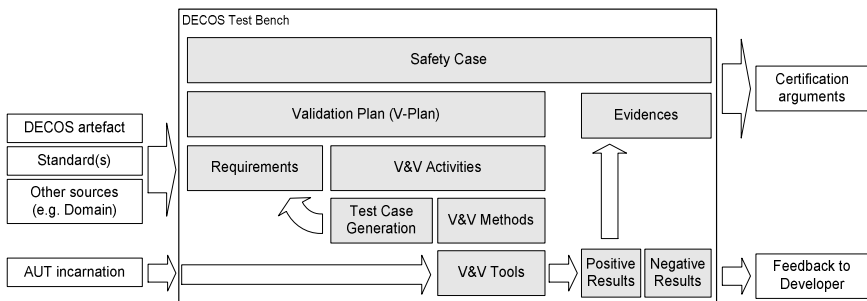 DECOS Test Bench
Safety Case
Certification
arguments
Validation Plan (V-Plan)
Evidences
DECOS artefact
Standard(s)
Other sources
(e.g. Domain)
Requirements
V&V Activities
Test Case
Generation
V&V Methods
AUT incarnation
V&V Tools
Positive
Results
Negative
Results
Feedback to
Developer